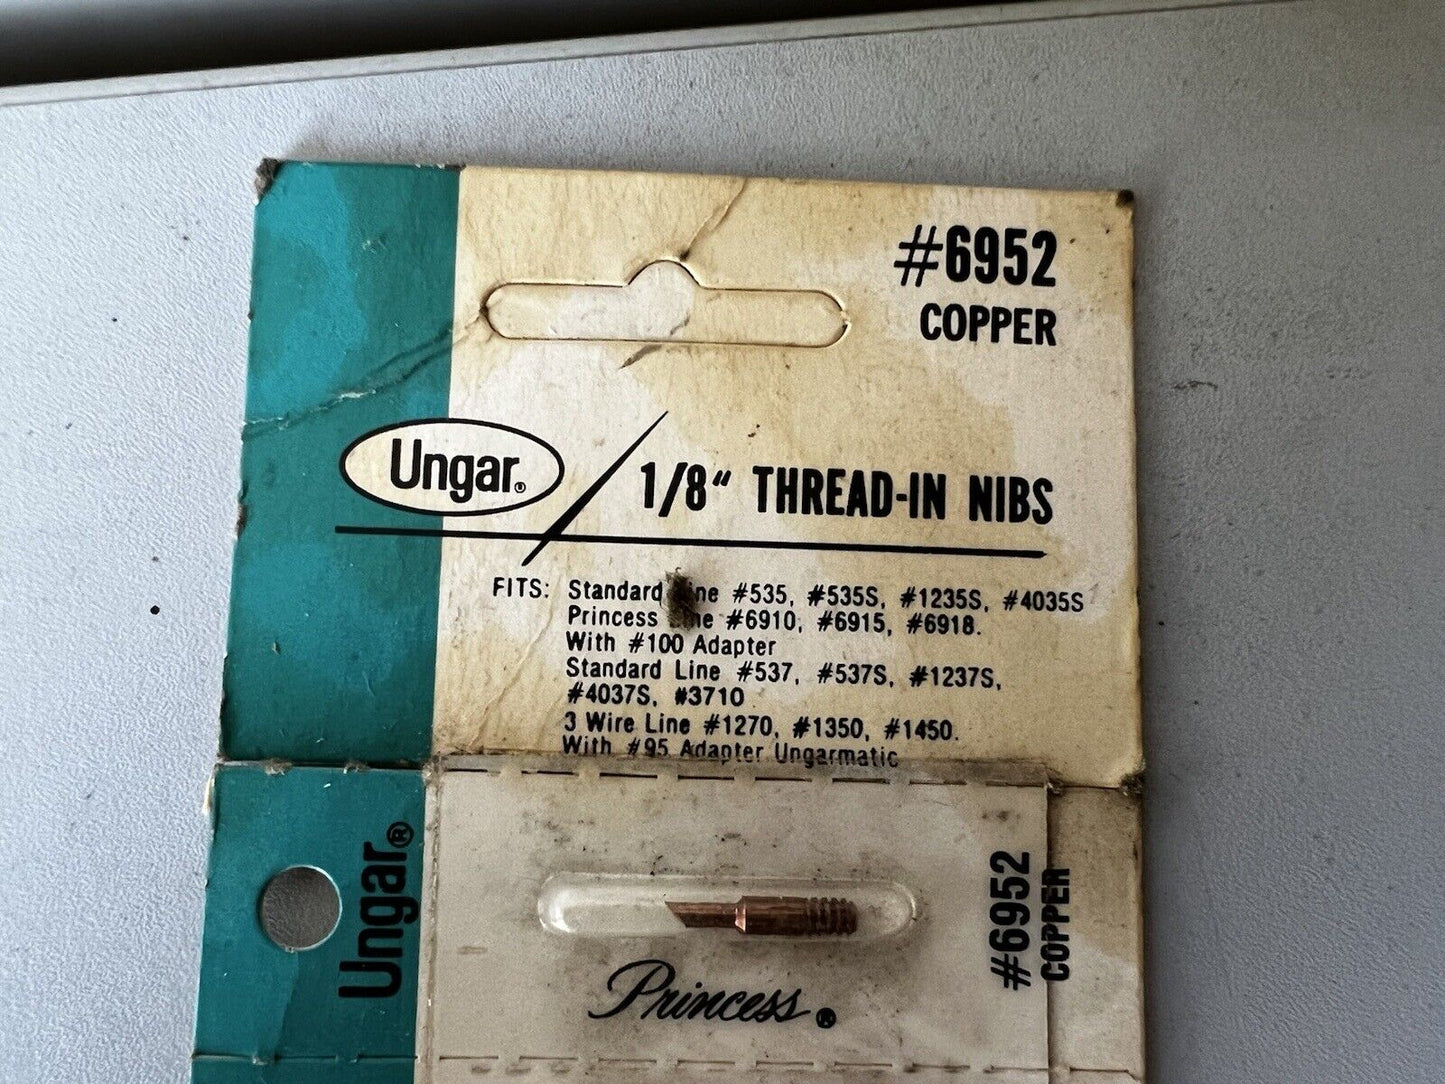 #6952
COPPER
Ungar®
1/8" THREAD-IN NIBS
FITS: Standard #535, #535S, #1235S, #4035S
Princess #6910, #6915, #6918.
With #100 Adapter
Standard Line #537, #537S, #1237S,
#4037S, #3710
3 Wire Line #1270, #1350, #1450.
With #95 Adapter Ungarmatic
Ungar®
#6952
COPPER
Princess®